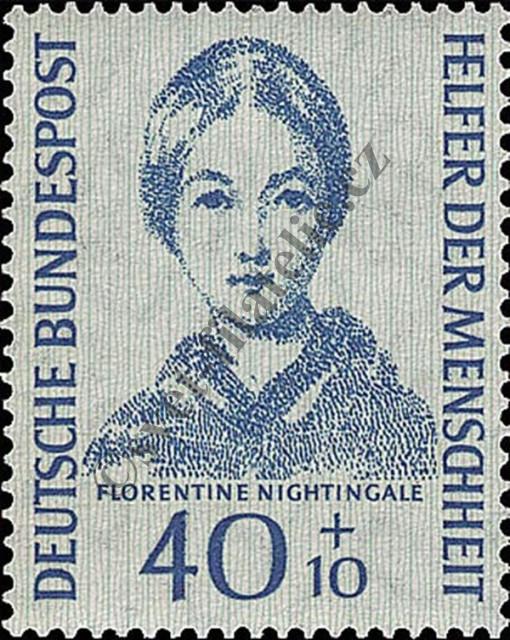 DEUTSCHE BUNDESPOST
HELFER DER MENSCHHEIT
FLORENTINE NIGHTINGALE
40 + 10